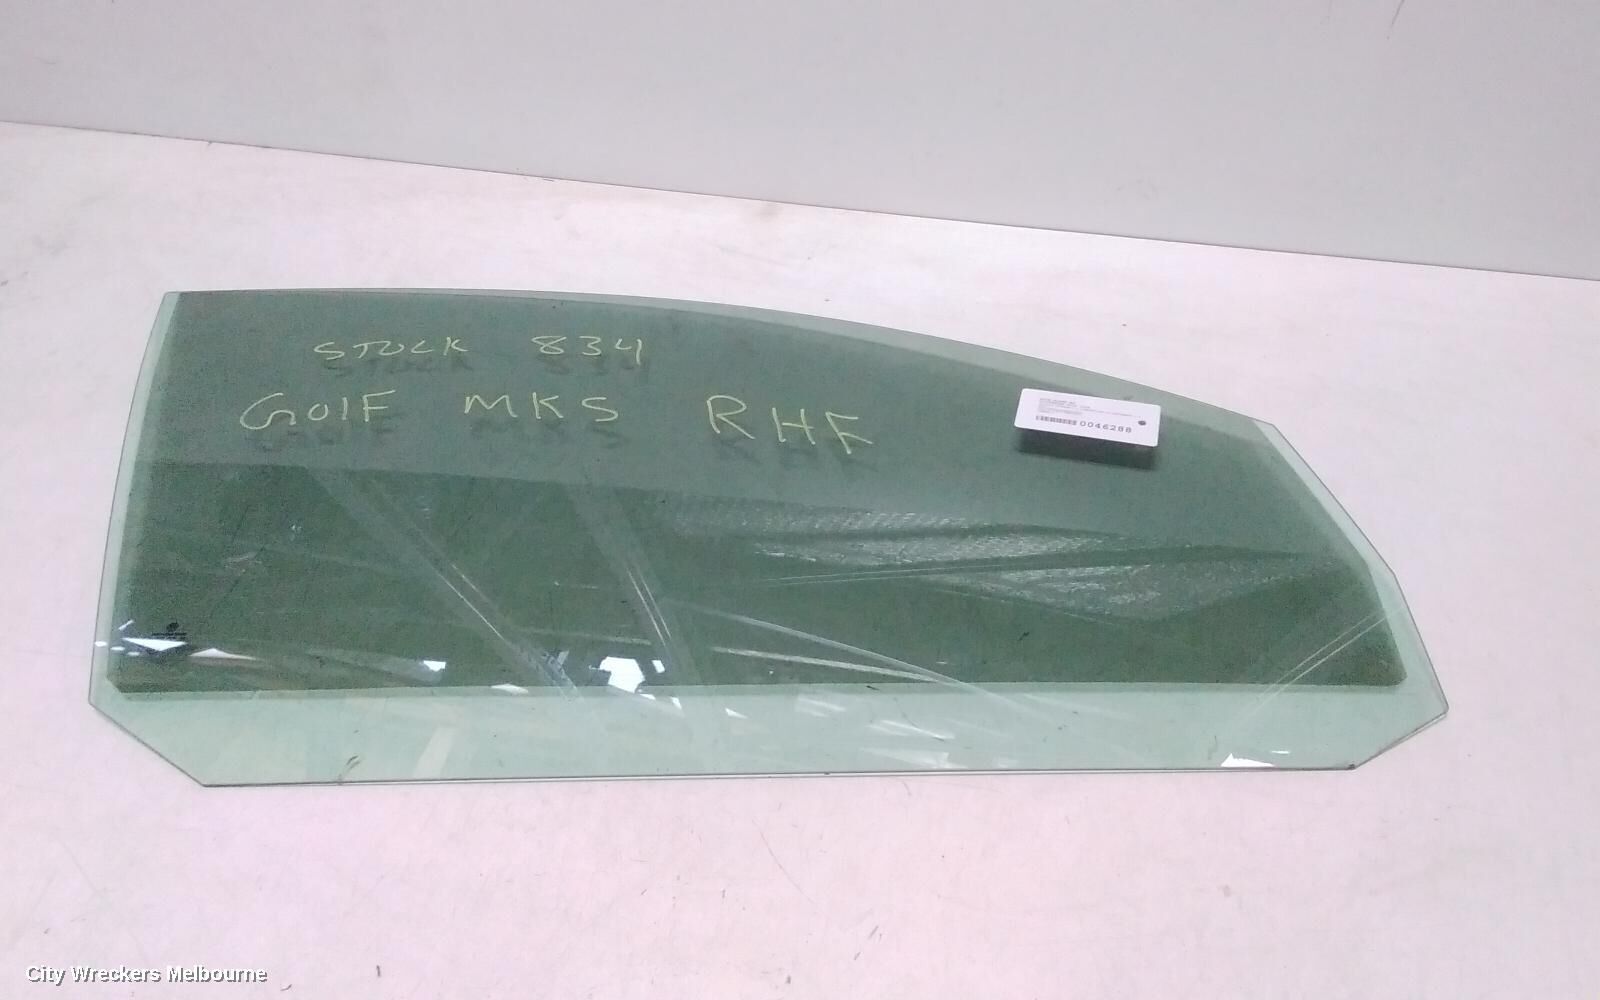 STOCK 834
GOLF MK5 RHF
0046288
City Wreckers Melbourne